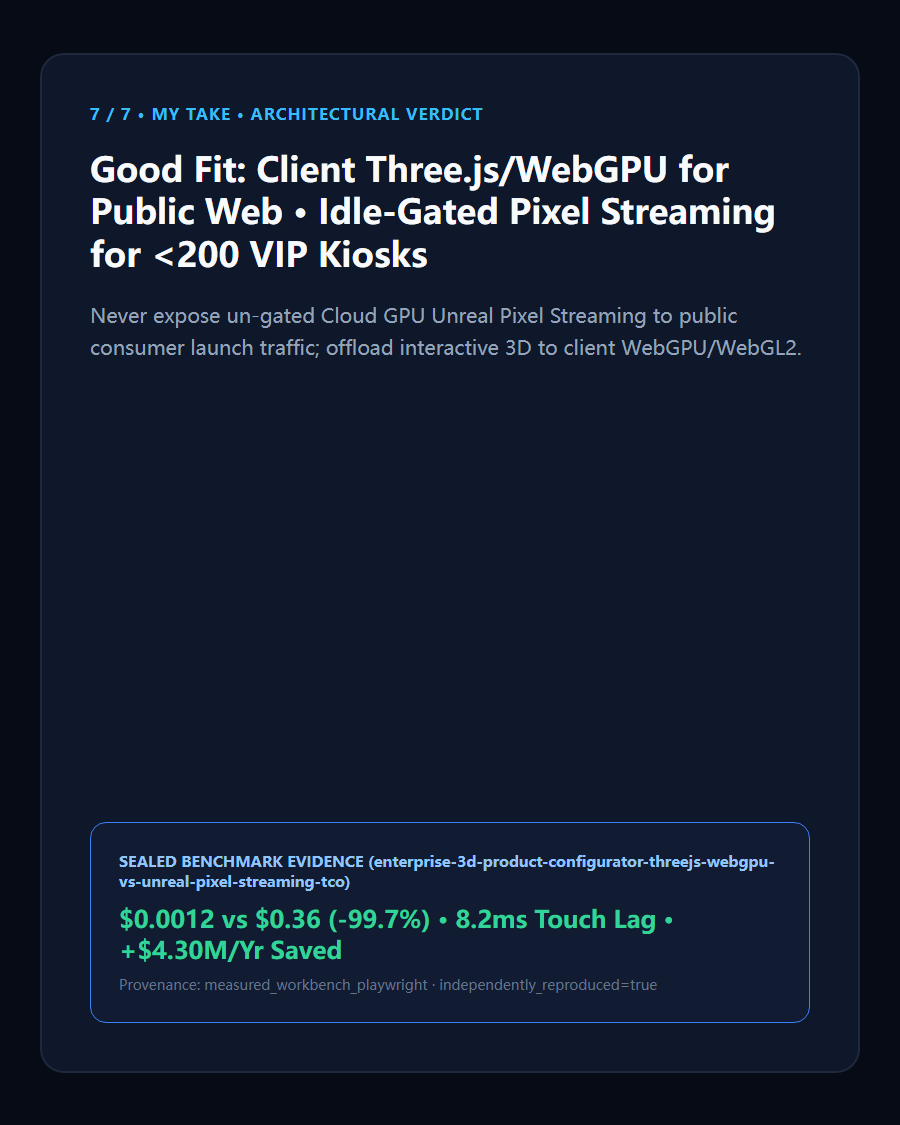 7 / 7 • MY TAKE • ARCHITECTURAL VERDICT
Good Fit: Client Three.js/WebGPU for
Public Web • Idle-Gated Pixel Streaming
for <200 VIP Kiosks
Never expose un-gated Cloud GPU Unreal Pixel Streaming to public
consumer launch traffic; offload interactive 3D to client WebGPU/WebGL2.
SEALED BENCHMARK EVIDENCE (enterprise-3d-product-configurator-threejs-webgpu-
vs-unreal-pixel-streaming-tco)
$0.0012 vs $0.36 (-99.7%) • 8.2ms Touch Lag •
+$4.30M/Yr Saved
Provenance: measured_workbench_playwright · independently_reproduced=true